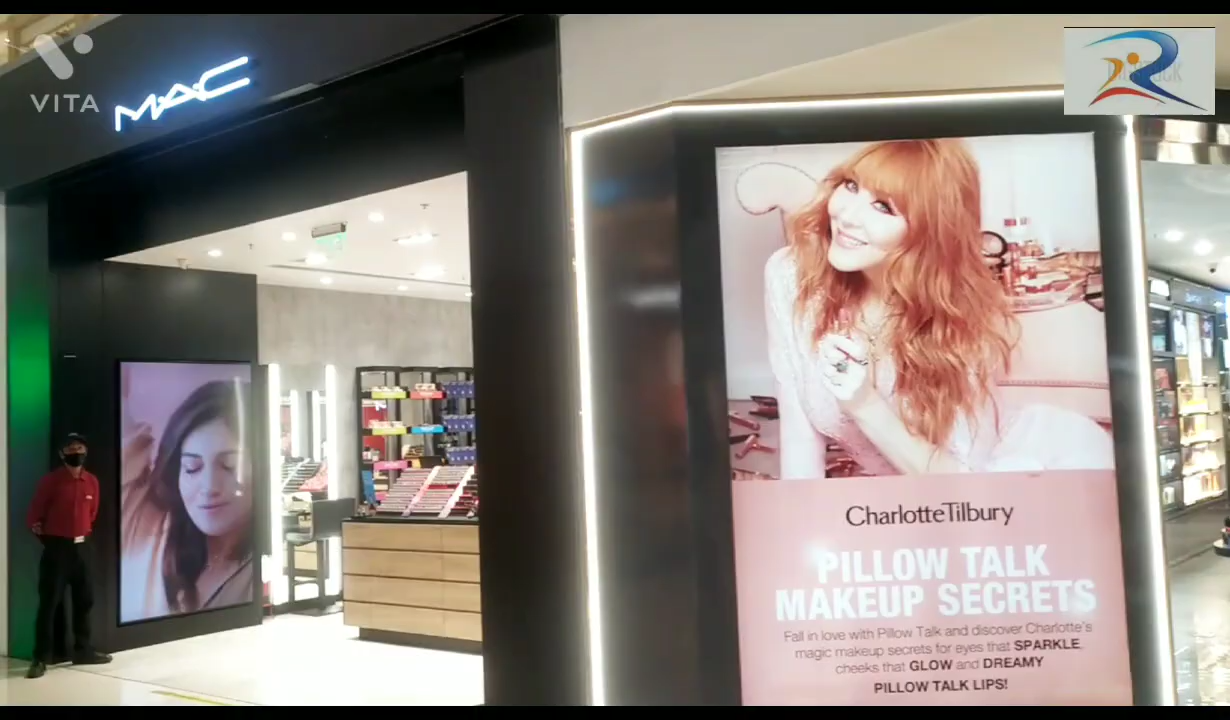 VITA
MAC
CharlotteTilbury
PILLOW TALK
MAKEUP SECRETS
Fall in love with Pillow Talk and discover Charlotte's
magic makeup secrets for eyes that SPARKLE,
cheeks that GLOW and DREAMY
PILLOW TALK LIPS!